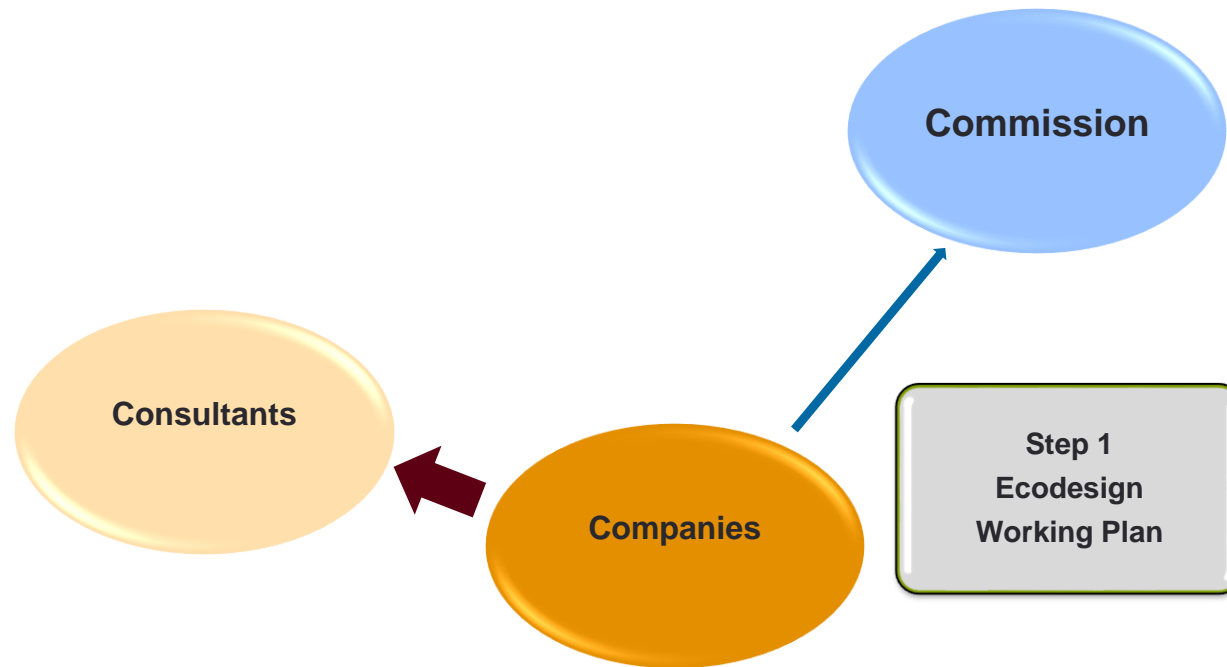 Commission
Consultants
Companies
Step 1
Ecodesign
Working Plan